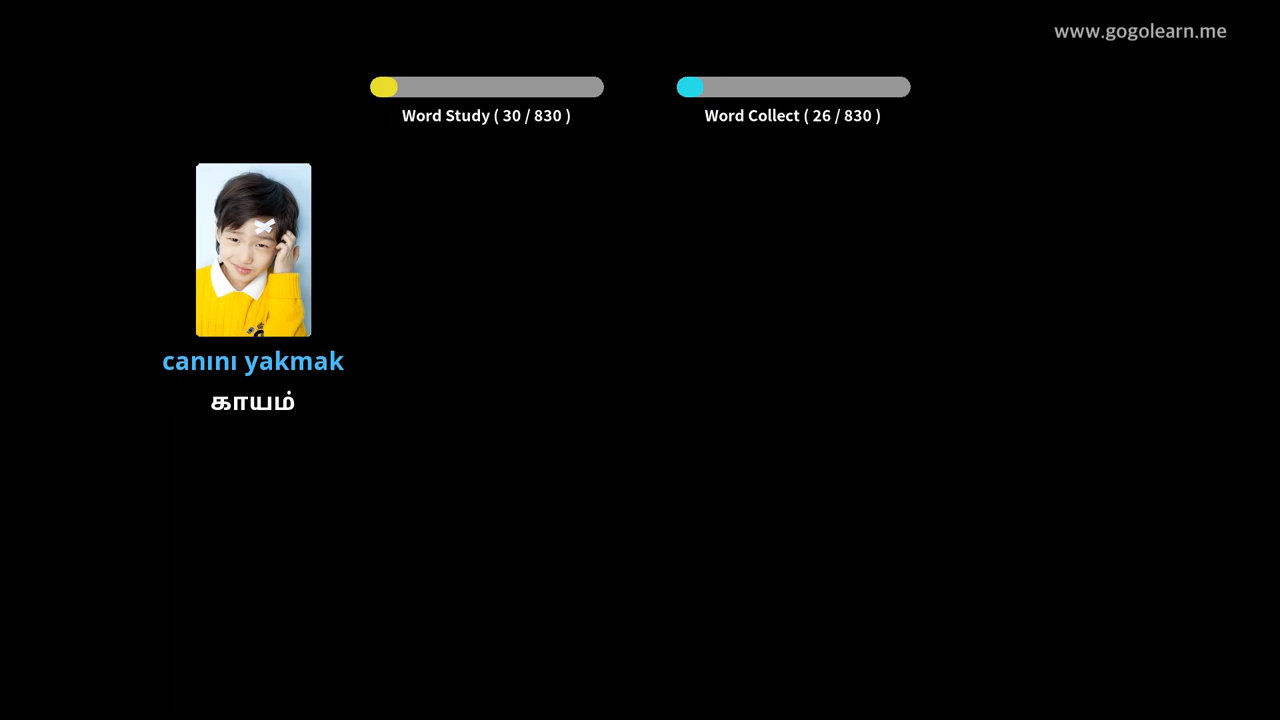 www.gogolearn.me
Word Study ( 30 / 830 )
Word Collect ( 26 / 830 )
canını yakmak
காயம்